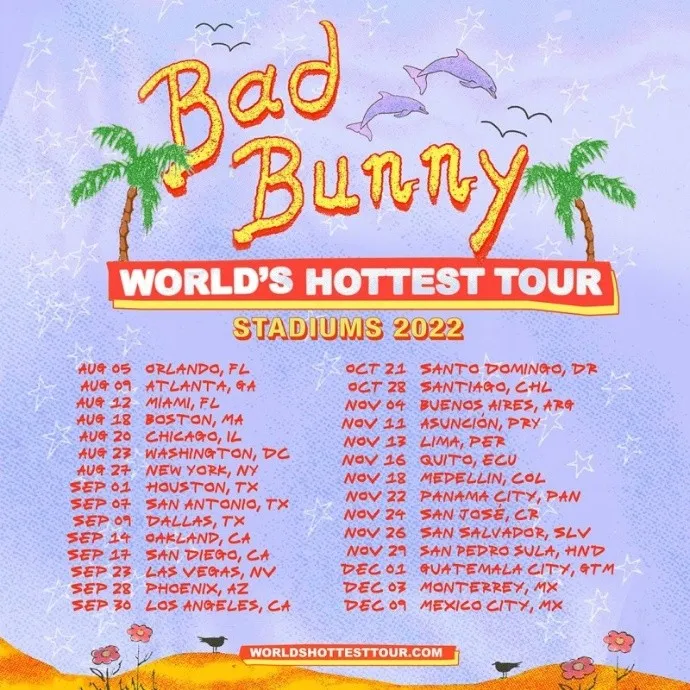 Bad
Bunny
WORLD'S HOTTEST TOUR
STADIUMS 2022
AUG 05 ORLANDO, FL
AUG 09 ATLANTA, GA
AUG 12 MIAMI, FL
AUG 18 BOSTON, MA
AUG 20 CHICAGO, IL
AUG 23 WASHINGTON, DC
AUG 27 NEW YORK, NY
SEP 01 HOUSTON, TX
SEP 07 SAN ANTONIO, TX
SEP 09 DALLAS, TX
SEP 14 OAKLAND, CA
SEP 17 SAN DIEGO, CA
SEP 23 LAS VEGAS, NV
SEP 28 PHOENIX, AZ
SEP 30 LOS ANGELES, CA
OCT 21 SANTO DOMINGO, DR
OCT 28 SANTIAGO, CHL
NOV 04 BUENOS AIRES, ARG
NOV 11 ASUNCIÓN, PRY
NOV 13 LIMA, PER
NOV 16 QUITO, ECU
NOV 18 MEDELLIN, COL
NOV 22 PANAMA CITY, PAN
NOV 24 SAN JOSÉ, CR
NOV 26 SAN SALVADOR, SLV
NOV 29 SAN PEDRO SULA, HND
DEC 01 GUATEMALA CITY, GTM
DEC 03 MONTERREY, MX
DEC 09 MEXICO CITY, MX
WORLDSHOTTESTTOUR.COM